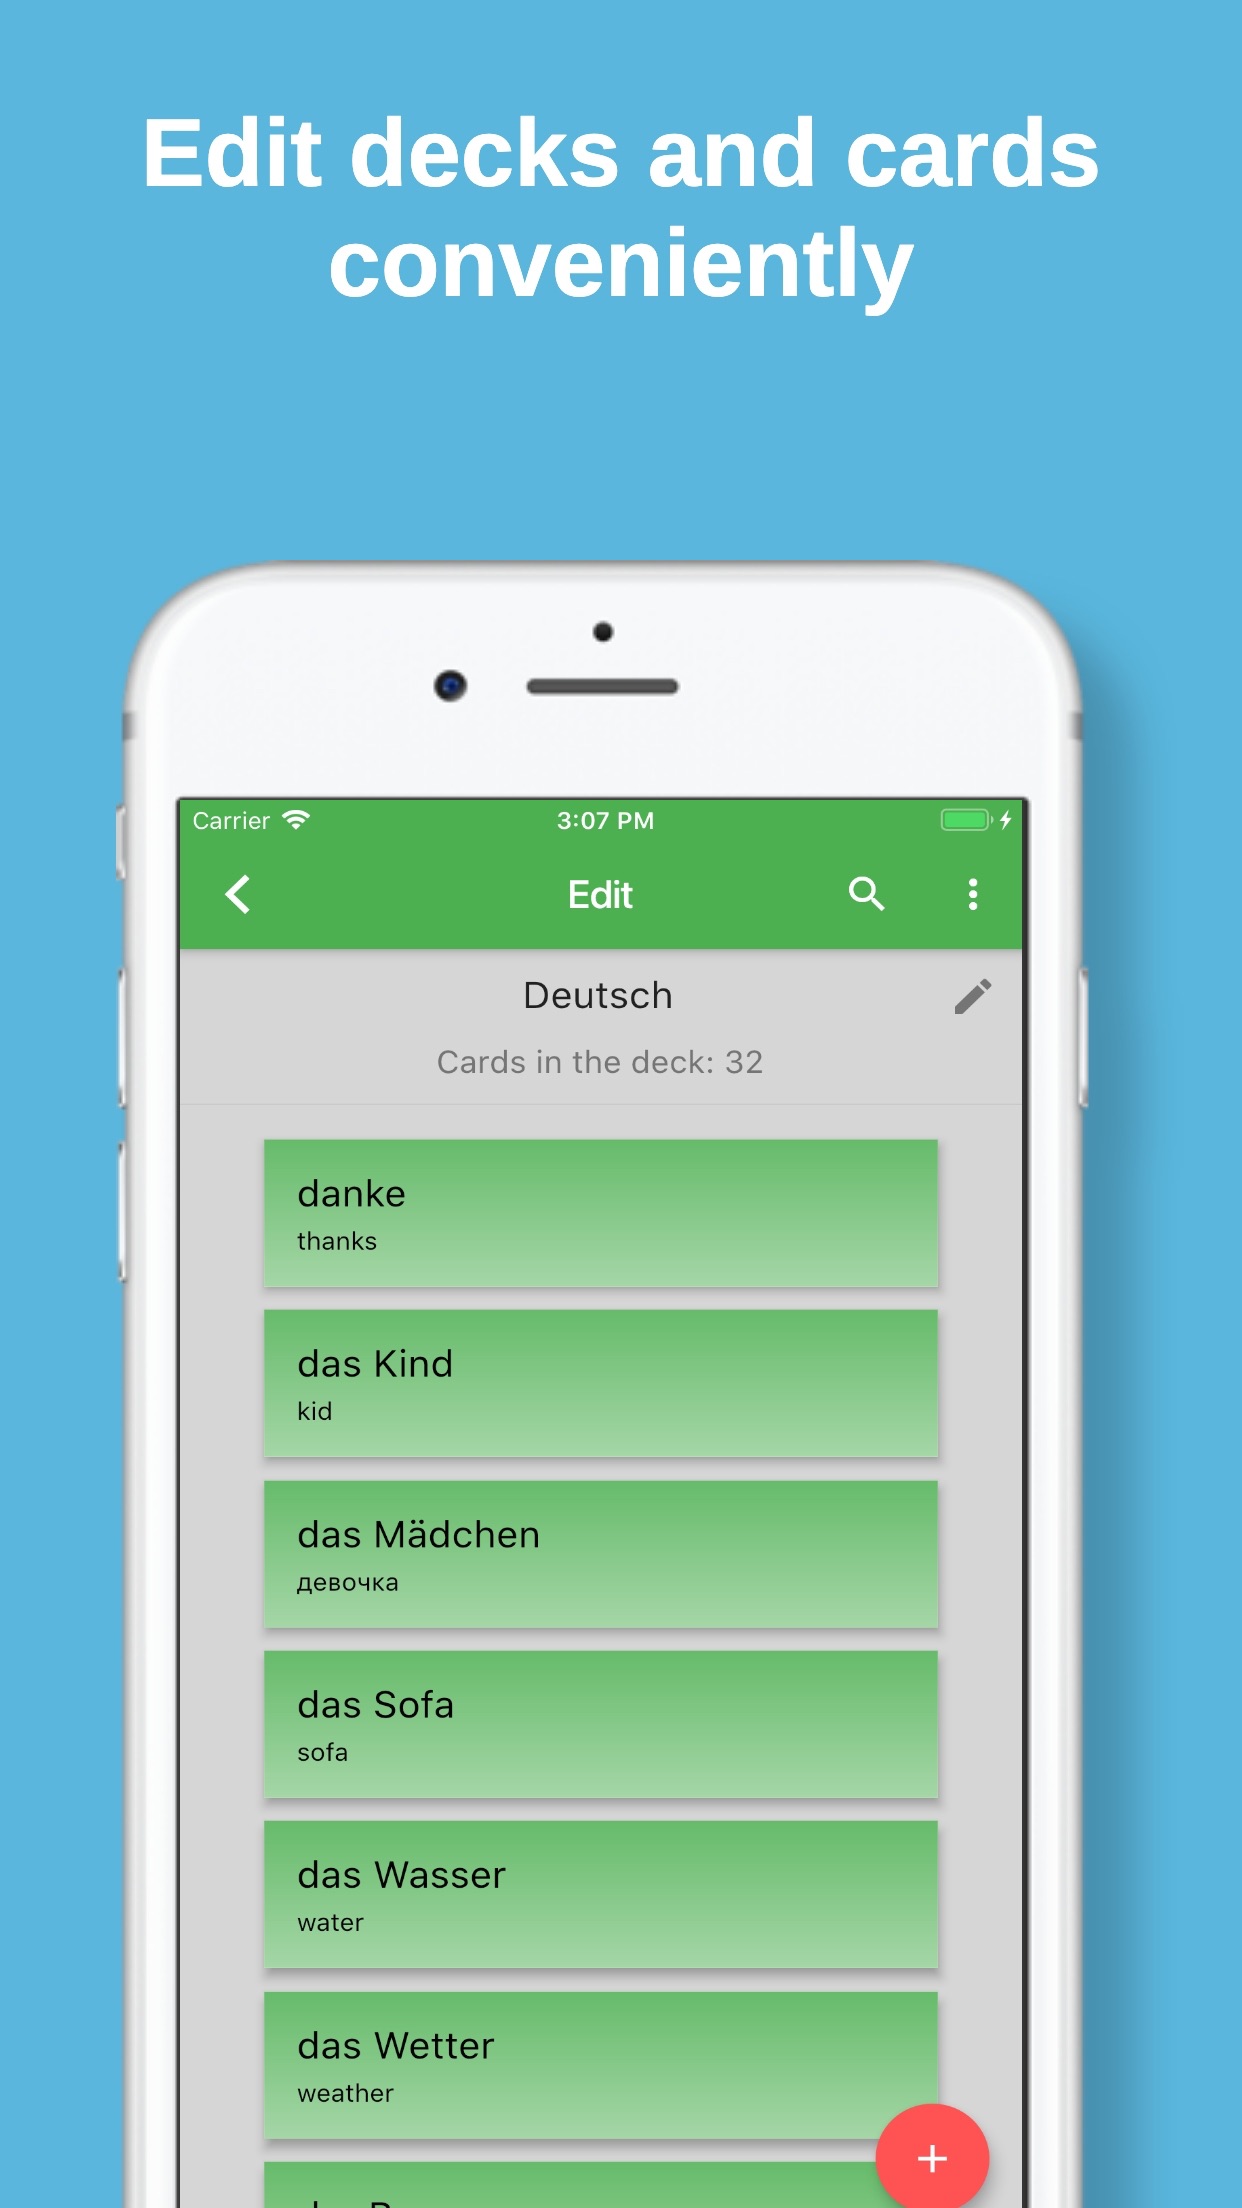 Edit decks and cards
conveniently
Carrier 3:07 PM
Edit
Deutsch
Cards in the deck: 32
danke
thanks
das Kind
kid
das Mädchen
девочка
das Sofa
sofa
das Wasser
water
das Wetter
weather